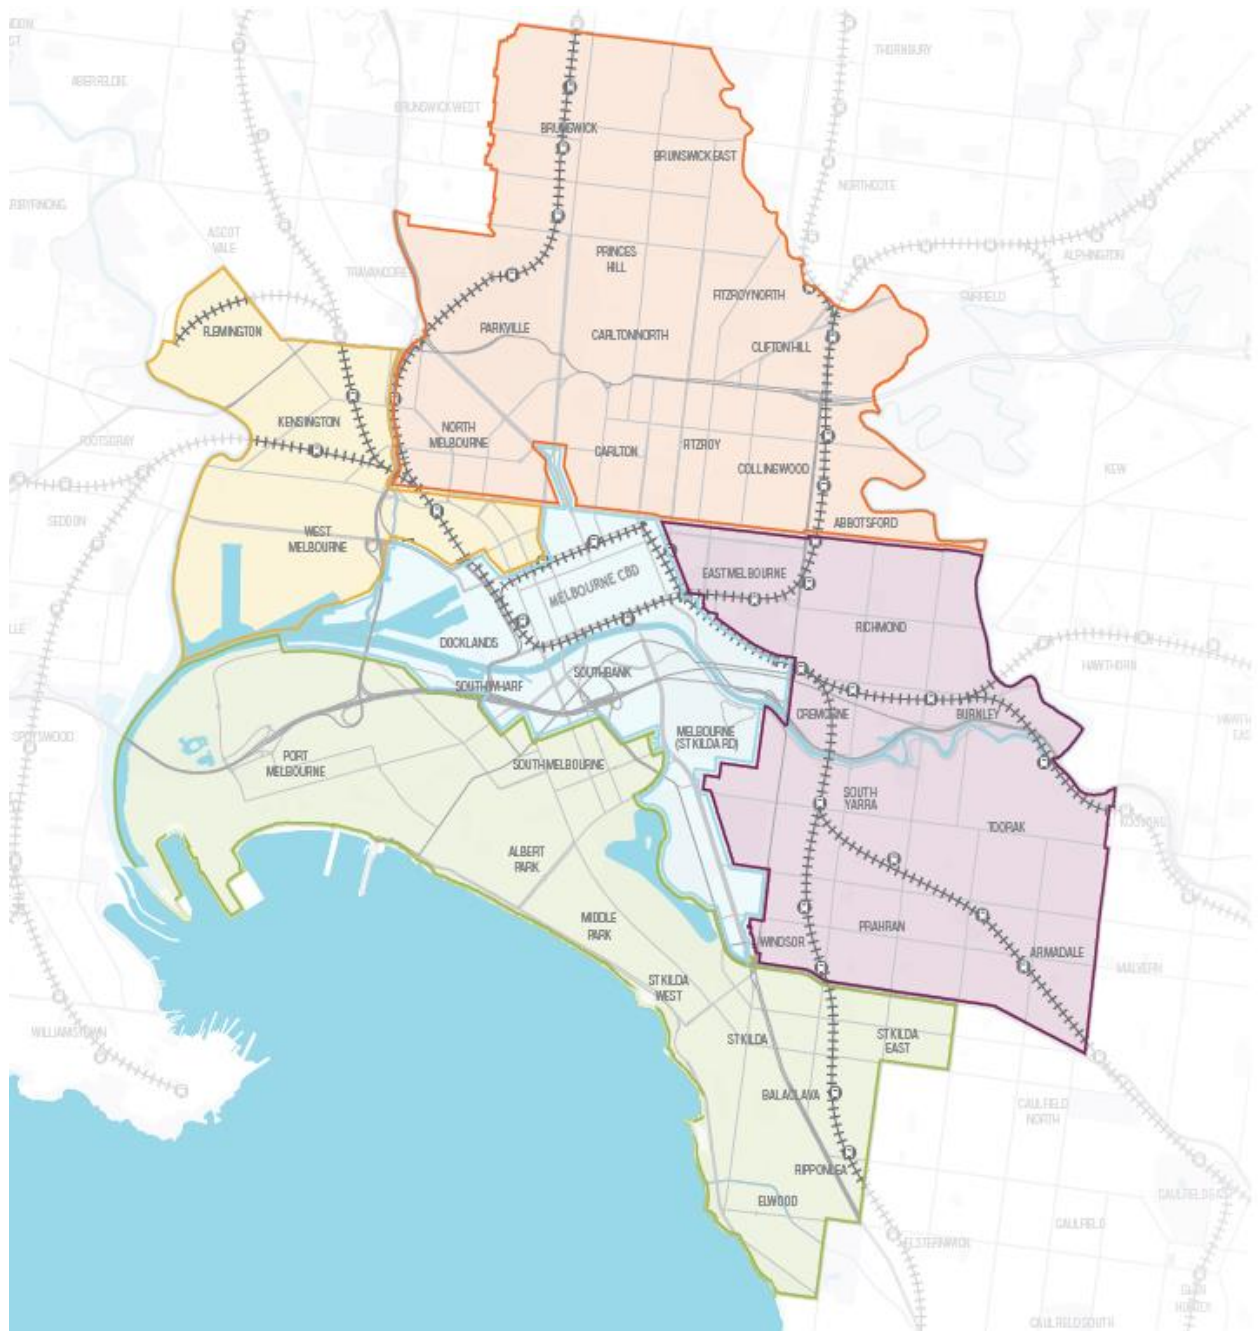 THORNBURY
ABERFELDIE
BRUNSWICK WEST
BRUNSWICK
BRUNSWICK EAST
NORTHCOTE
ASCOT
VALE
TRAVANCORE
PRINCES
HILL
ALPHINGTON
FITZROY NORTH
FAIRFIELD
FLEMINGTON
PARKVILLE
CARLTON NORTH
CLIFTON HILL
KENSINGTON
NORTH
MELBOURNE
FOOTSCRAY
CARLTON
FITZROY
COLLINGWOOD
KEW
SEDDON
WEST
MELBOURNE
ABBOTSFORD
EAST MELBOURNE
MELBOURNE CBD
RICHMOND
DOCKLANDS
SOUTHBANK
HAWTHORN
SOUTH WHARF
CREMORNE
BURNLEY
SPOTSWOOD
MELBOURNE
(ST KILDA RD)
PORT
MELBOURNE
SOUTH MELBOURNE
SOUTH
YARRA
TOORAK
KOOYONG
ALBERT
PARK
MIDDLE
PARK
PRAHRAN
WINDSOR
ARMADALE
MALVERN
ST KILDA
WEST
WILLIAMSTOWN
ST KILDA
ST KILDA
EAST
BALACLAVA
CAULFIELD
NORTH
RIPPONLEA
ELWOOD
CAULFIELD
ELSTERNWICK
CAULFIELD SOUTH